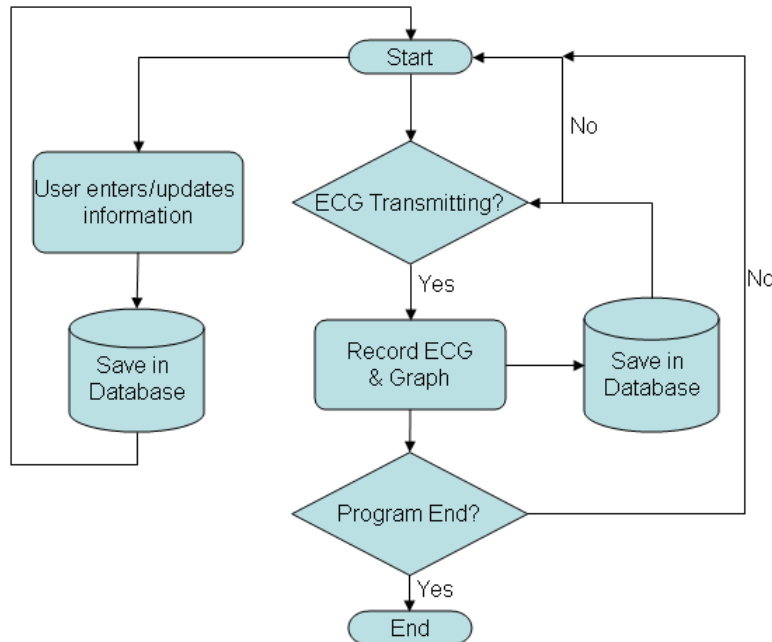 Start
No
User enters/updates
information
ECG Transmitting?
Yes
No
Save in
Database
Record ECG
& Graph
Save in
Database
Program End?
Yes
End